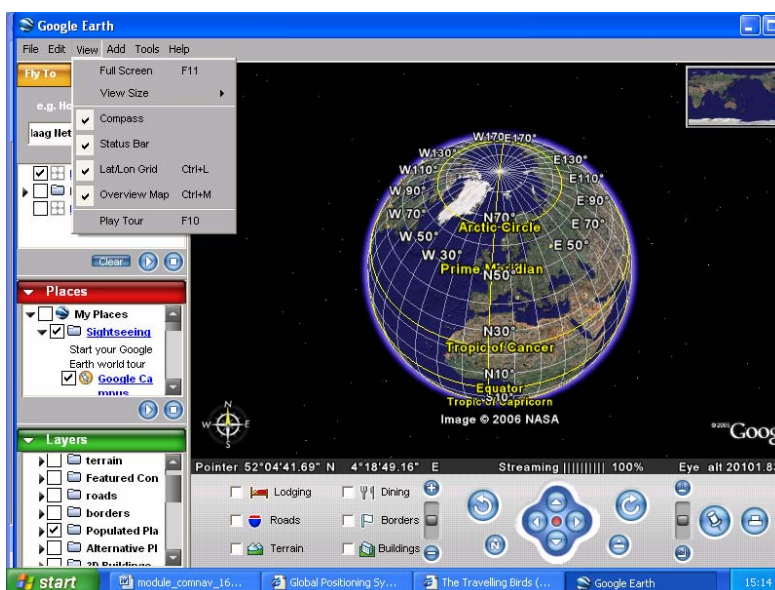 Google Earth
File Edit View Add Tools Help
Fly To
Full Screen F11
View Size
Compass
Status Bar
Lat/Lon Grid Ctrl+L
Overview Map Ctrl+M
Play Tour F10
e.g. Ho
laag Net
Clear
Places
My Places
Sightseeing
Start your Google
Earth world tour
Google Ca
mpus
Layers
terrain
Featured Con
roads
borders
Populated Pla
Alternative Pl
3D Buildings
W170° E170°
W130° E130°
W110° E110°
W 90° E 90°
W 70° N70° E 70°
Arctic Circle
W 50° E 50°
W 30°
Prime Meridian
N50°
N30°
Tropic of Cancer
N10°
Equator
S10°
Tropic of Capricorn
Image © 2006 NASA
N
W E
S
© 2005 Goog
Pointer 52°04'41.69" N 4°18'49.16" E Streaming |||||||||| 100% Eye alt 20101.83
Lodging Dining
Roads Borders
Terrain Buildings
N
start module_comnav_16... Global Positioning Sy... The Travelling Birds (... Google Earth 15:14